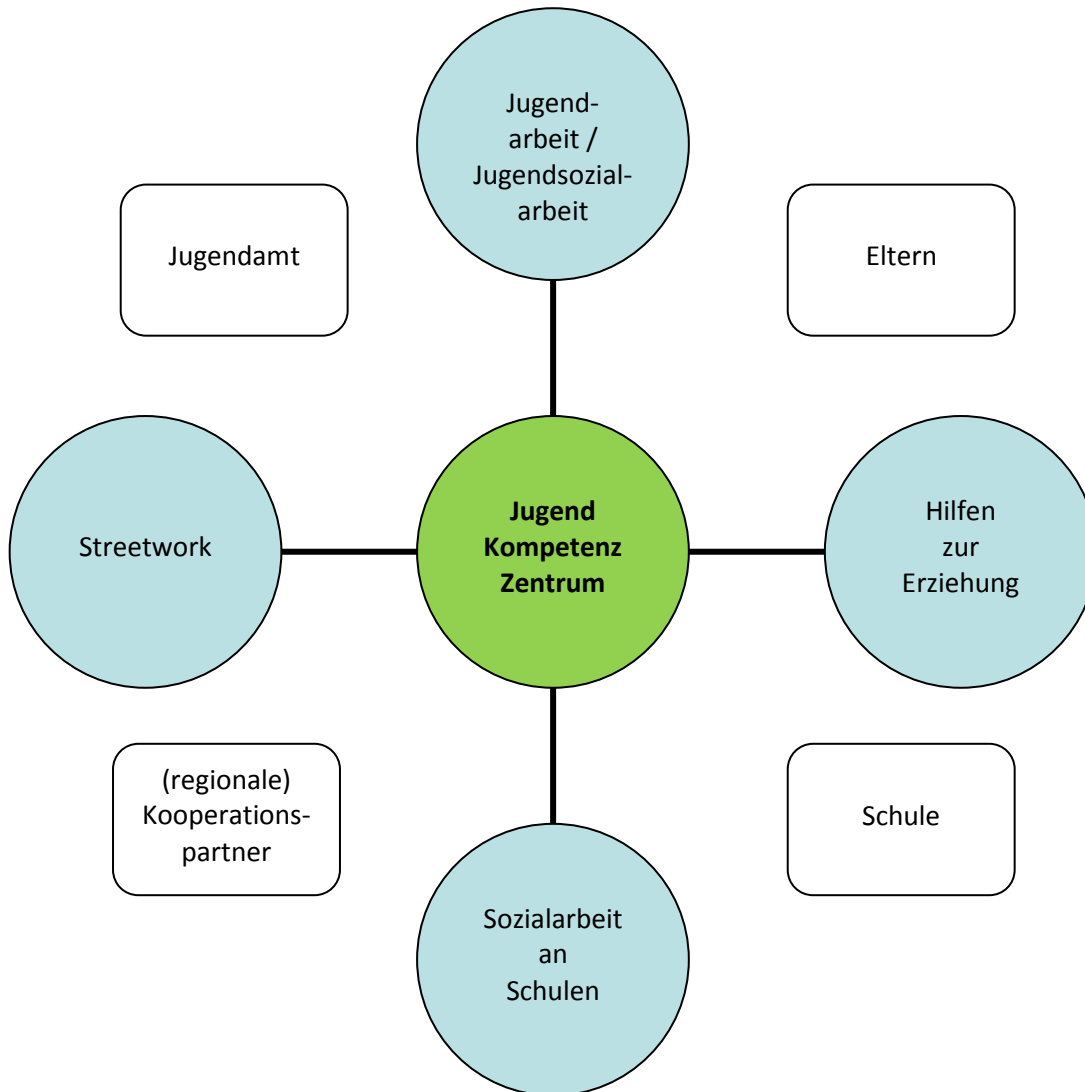 Jugend-
arbeit /
Jugendsozial-
arbeit
Jugendamt
Eltern
Streetwork
Jugend
Kompetenz
Zentrum
Hilfen
zur
Erziehung
(regionale)
Kooperations-
partner
Schule
Sozialarbeit
an
Schulen